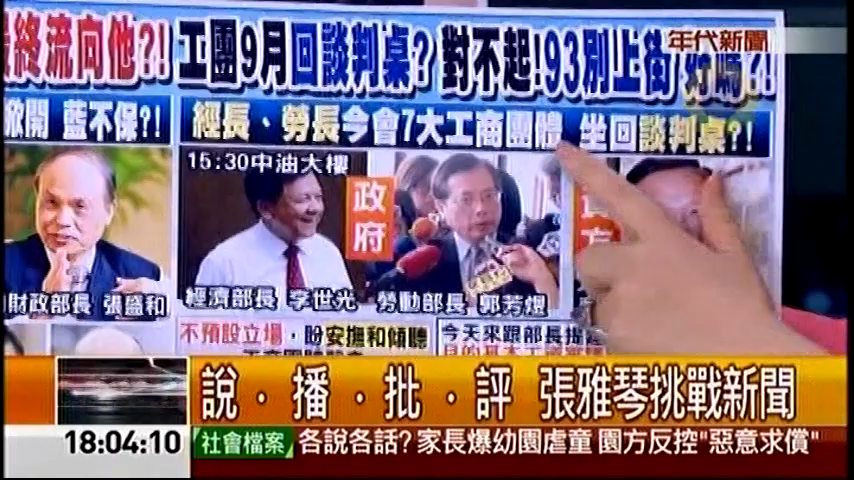 終流向他?!
工團9月回談判桌? 對不起!93別上街 好嗎?!
年代新聞
掀開 藍不保?!
經長、勞長今會7大工商團體 坐回談判桌?!
15:30中油大樓
政府
資方
財政部長 張盛和
經濟部長 李世光
勞動部長 郭芳煜
不預設立場，盼安撫和傾聽
今天來跟部長
說・播・批・評 張雅琴挑戰新聞
18:04:10
社會檔案
各說各話? 家長爆幼園虐童 園方反控"惡意求償"